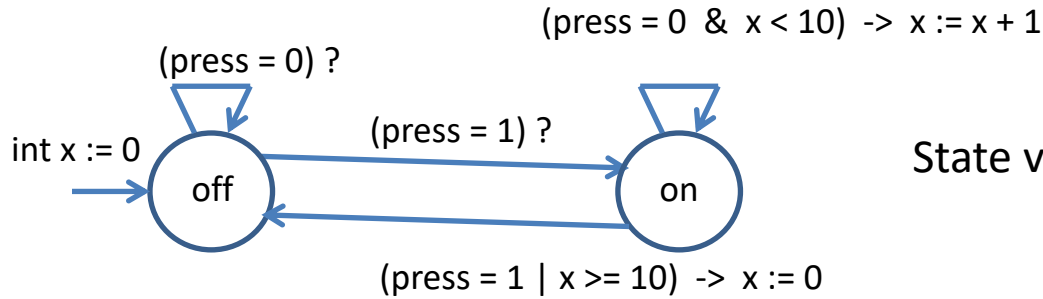 (press = 0 & x < 10) -> x := x + 1
(press = 0) ?
(press = 1) ?
int x := 0
off
on
State v
(press = 1 | x >= 10) -> x := 0